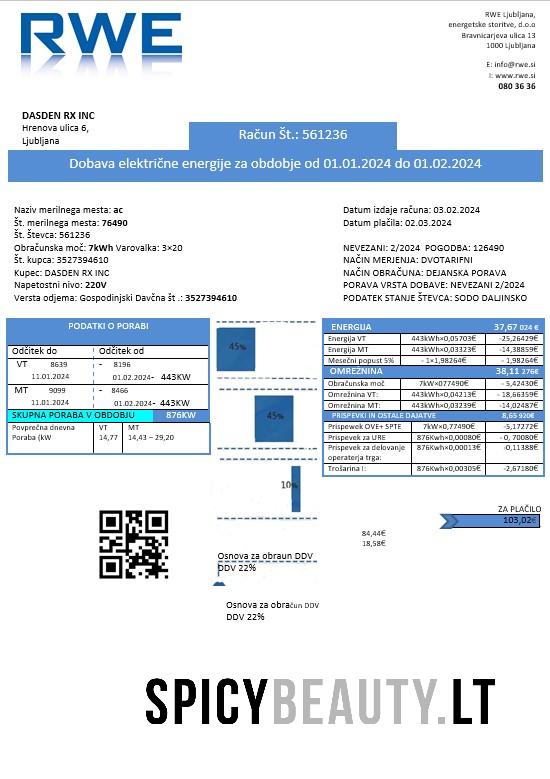 RWE
RWE Ljubljana,
energetske storitve, d.o.o
Bravnicarjeva ulica 13
1000 Ljubljana
E: info@rwe.si
I: www.rwe.si
080 36 36
DASDEN RX INC
Hrenova ulica 6,
Ljubljana
Račun Št.: 561236
Dobava električne energije za obdobje od 01.01.2024 do 01.02.2024
Naziv merilnega mesta: ac
Št. merilnega mesta: 76490
Št. Števca: 561236
Obračunska moč: 7kWh Varovalka: 3×20
Št. kupca: 3527394610
Kupec: DASDEN RX INC
Napetostni nivo: 220V
Versta odjema: Gospodinjski Davčna št .: 3527394610
Datum izdaje računa: 03.02.2024
Datum plačila: 02.03.2024
NEVEZANI: 2/2024 POGODBA: 126490
NAČIN MERJENJA: DVOTARIFNI
NAČIN OBRAČUNA: DEJANSKA PORAVA
PORAVA VRSTA DOBAVE: NEVEZANI 2/2024
PODATEK STANJE ŠTEVCA: SODO DALJINSKO
PODATKI O PORABI
Odčitek do Odčitek od
VT 8639 - 8196
11.01.2024 01.02.2024- 443KW
MT 9099 - 8466
11.01.2024 01.02.2024- 443KW
SKUPNA PORABA V OBDOBJU 876KW
Povprečna dnevna VT MT
Poraba (kW 14,77 14,43 – 29,20
45%
45%
10%
ENERGIJA 37,67 024 €
Energija VT 443kWh×0,05703€ -25,26429€
Energija MT 443kWh×0,03323€ -14,38859€
Mesečni popust 5% - 1×1,98264€ - 1,98264€
OMREŽNINA 38,11 276€
Obračunska moč 7kW×077490€ - 5,42430€
Omrežnina VT: 443kWh×0,04213€ -18,66359€
Omrežnina MT: 443kWh×0,03166€ -14,02487€
PRISPEVKI IN OSTALE DAJATVE 8,65 920€
Prispewek OVE+ SPTE 7kW×0,77490€ - 5,17272€
Prispevek za URE 876Kwh×0,00080€ - 0, 70080€
Prispevek za delovanje 876Kwh×0,00013€ -0,11388€
operaterja trga:
Trošarina I: 876Kwh×0,00305€ -2,67180€
ZA PLAČILO
103,02€
84,44€
18,58€
Osnova za obraun DDV
DDV 22%
Osnova za obračun DDV
DDV 22%
SPICYBEAUTY.LT